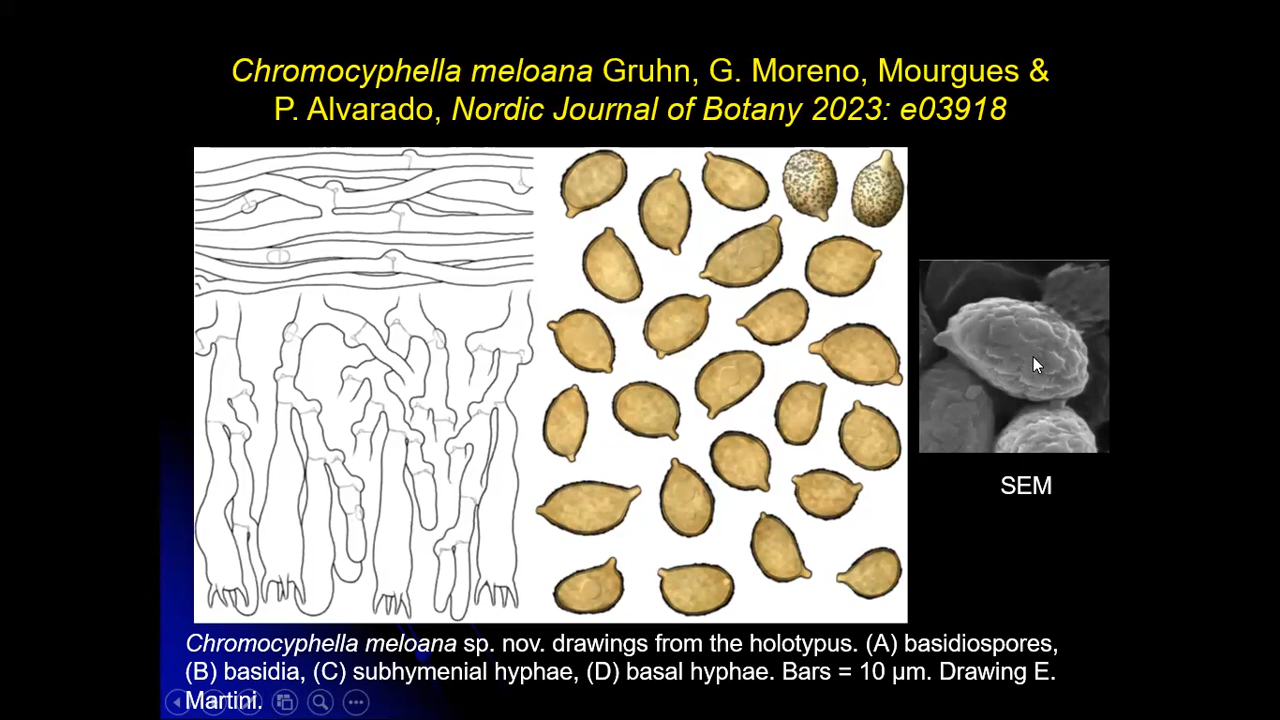 Chromocyphella meloana Gruhn, G. Moreno, Mourgues &
P. Alvarado, Nordic Journal of Botany 2023: e03918
SEM
Chromocyphella meloana sp. nov. drawings from the holotypus. (A) basidiospores,
(B) basidia, (C) subhymenial hyphae, (D) basal hyphae. Bars = 10 µm. Drawing E.
Martini.